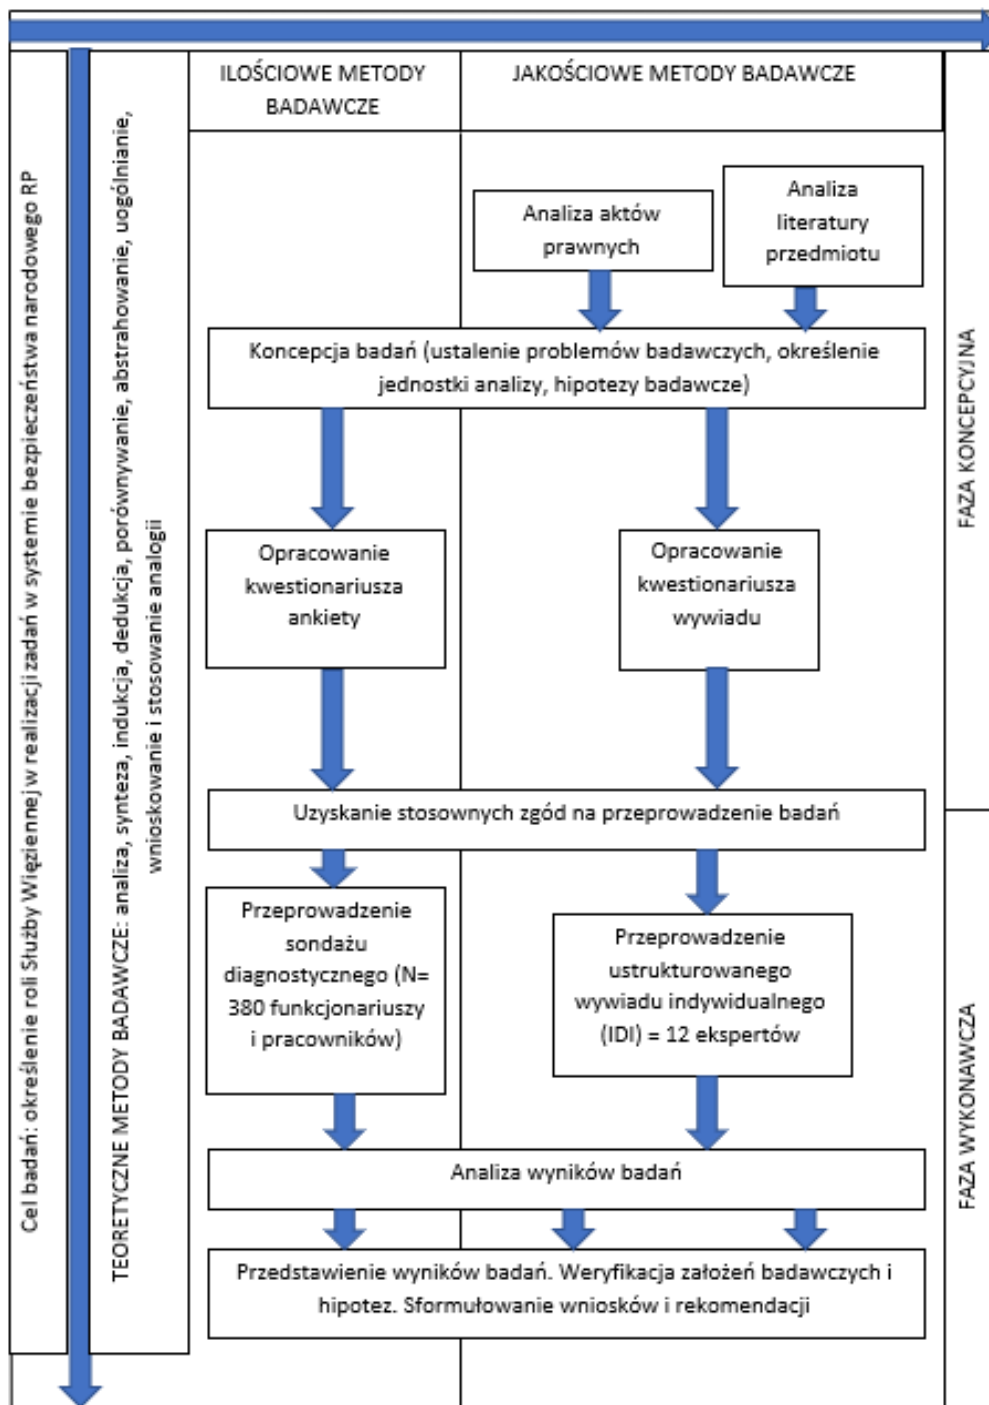 Cel badań: określenie roli Służby Więziennej w realizacji zadań w systemie bezpieczeństwa narodowego RP
TEORETYCZNE METODY BADAWCZE: analiza, synteza, indukcja, dedukcja, porównywanie, abstrahowanie, uogólnianie,
wnioskowanie i stosowanie analogii
ILOŚCIOWE METODY
BADAWCZE
JAKOŚCIOWE METODY BADAWCZE
Analiza aktów
prawnych
Analiza
literatury
przedmiotu
Koncepcja badań (ustalenie problemów badawczych, określenie
jednostki analizy, hipotezy badawcze)
Opracowanie
kwestionariusza
ankiety
Opracowanie
kwestionariusza
wywiadu
Uzyskanie stosownych zgód na przeprowadzenie badań
Przeprowadzenie
sondażu
diagnostycznego (N=
380 funkcjonariuszy
i pracowników)
Przeprowadzenie
ustrukturowanego
wywiadu indywidualnego
(IDI) = 12 ekspertów
Analiza wyników badań
Przedstawienie wyników badań. Weryfikacja założeń badawczych i
hipotez. Sformułowanie wniosków i rekomendacji
FAZA KONCEPCYJNA
FAZA WYKONAWCZA